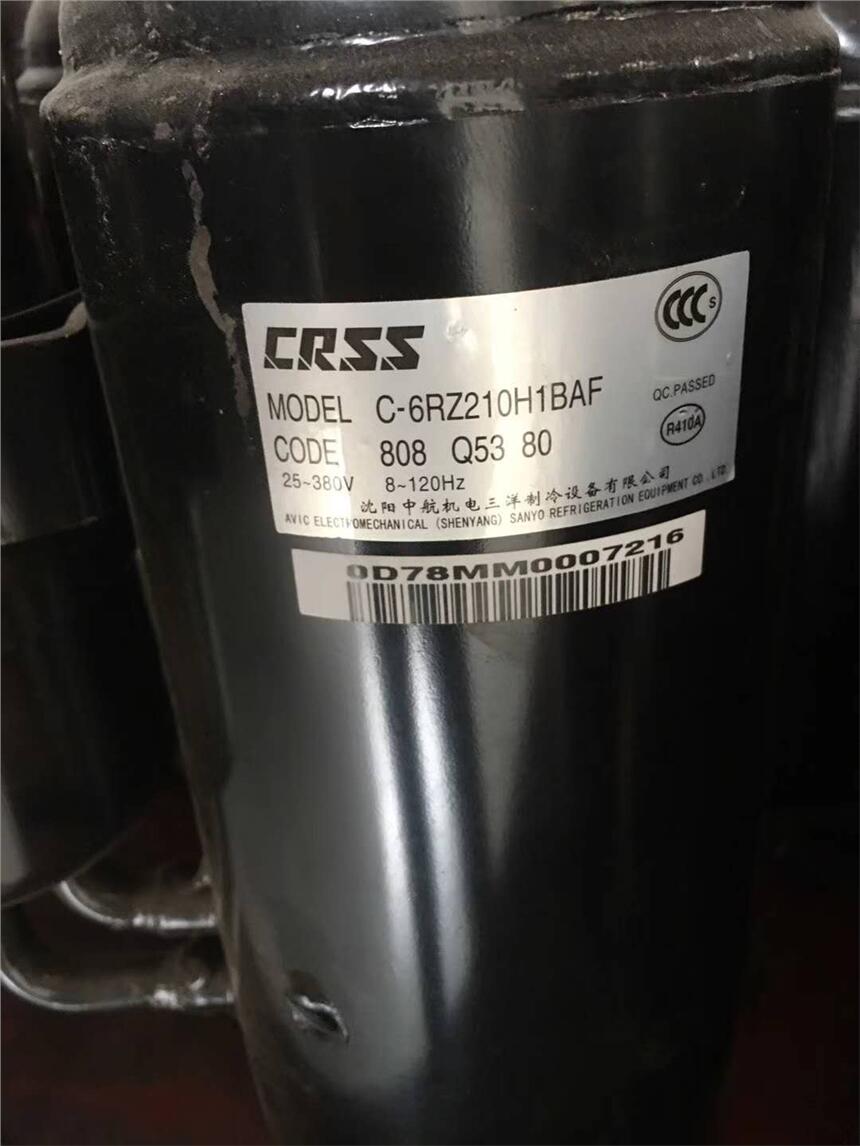 CCC S
CRSS
MODEL C-6RZ210H1BAF
QC.PASSED
CODE 808 Q53 80
R410A
25~380V 8~120Hz
沈阳中航机电三洋制冷设备有限公司
AVIC ELECTROMECHANICAL (SHENYANG) SANYO REFRIGERATION EQUIPMENT CO., LTD.
0D78MM0007216